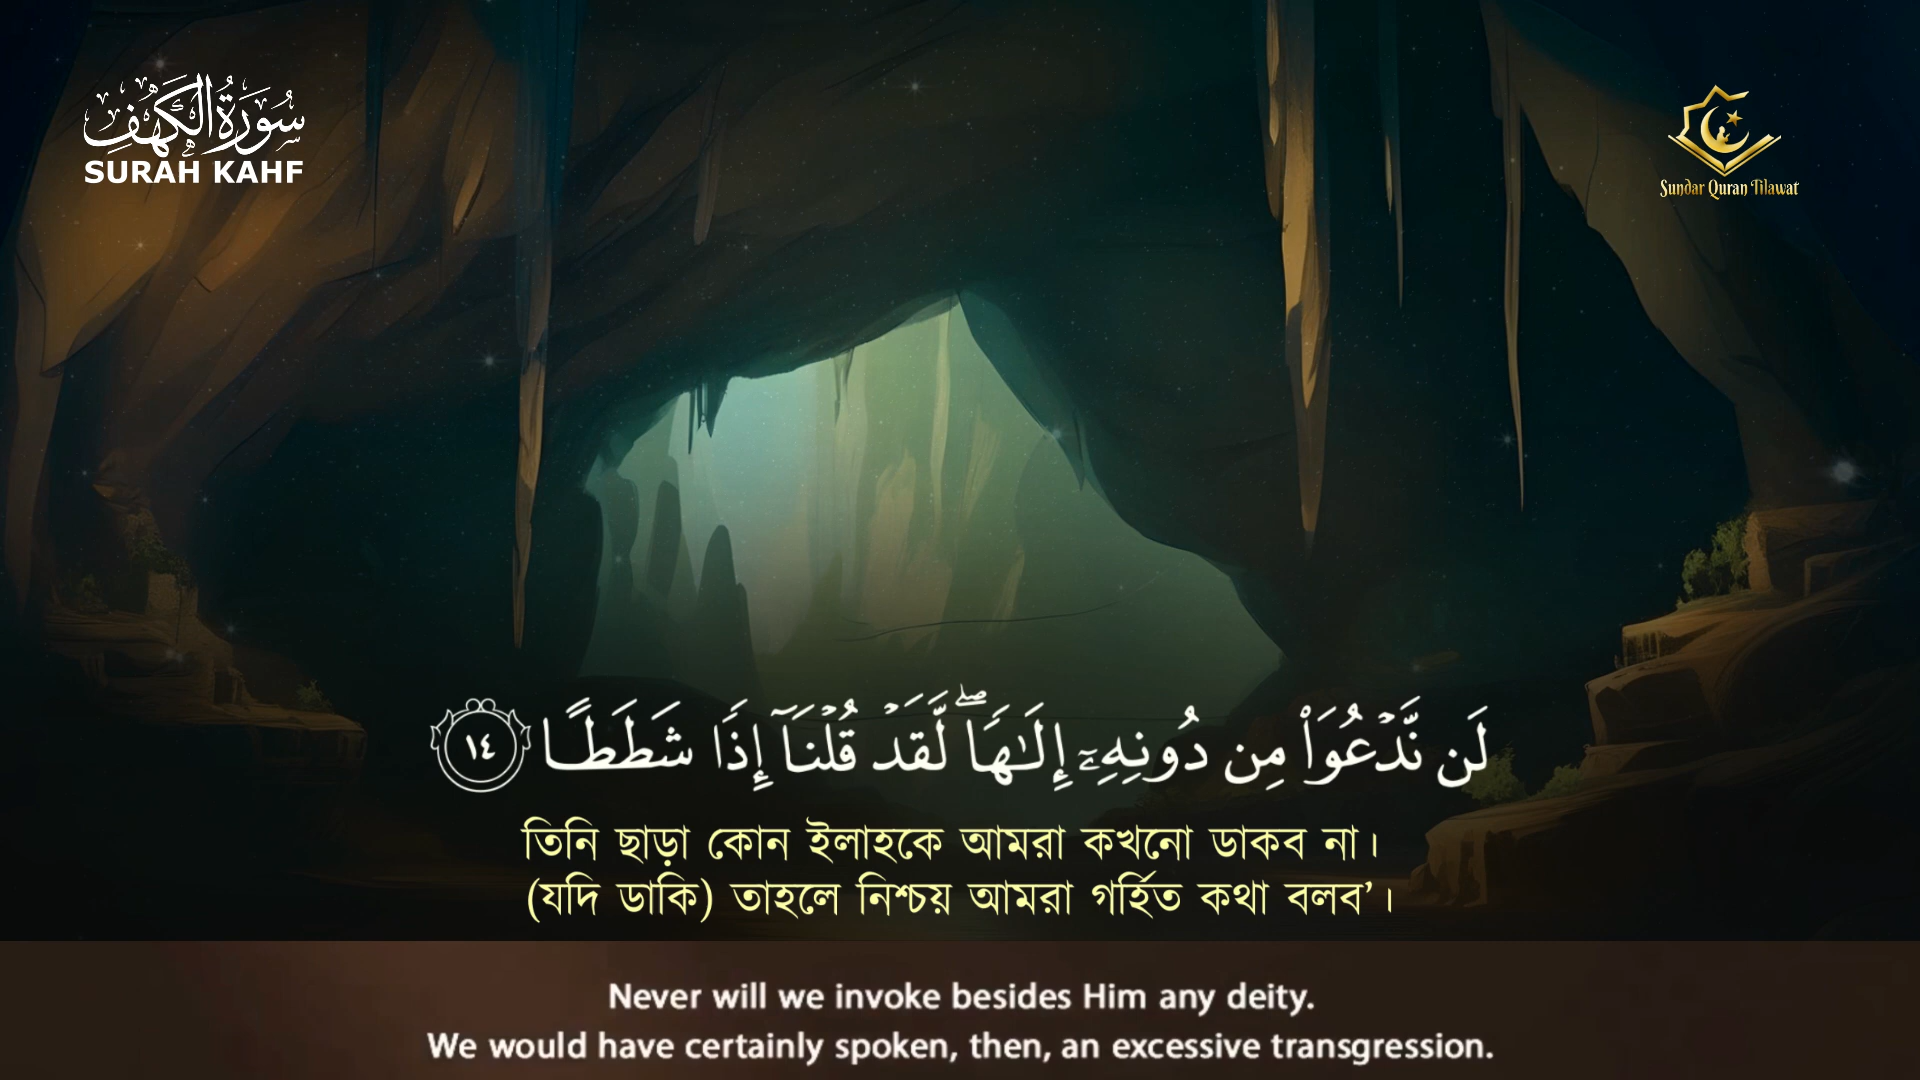 سُورَةُ الْكَهْفِ
SURAH KAHF
Sundar Quran Tilawat
لَن نَّدْعُوَا۟ مِن دُونِهِۦٓ إِلَـٰهًا ۖ لَّقَدْ قُلْنَآ إِذًا شَطَطًا ١٤
তিনি ছাড়া কোন ইলাহকে আমরা কখনো ডাকব না।
(যদি ডাকি) তাহলে নিশ্চয় আমরা গর্হিত কথা বলব’।
Never will we invoke besides Him any deity.
We would have certainly spoken, then, an excessive transgression.